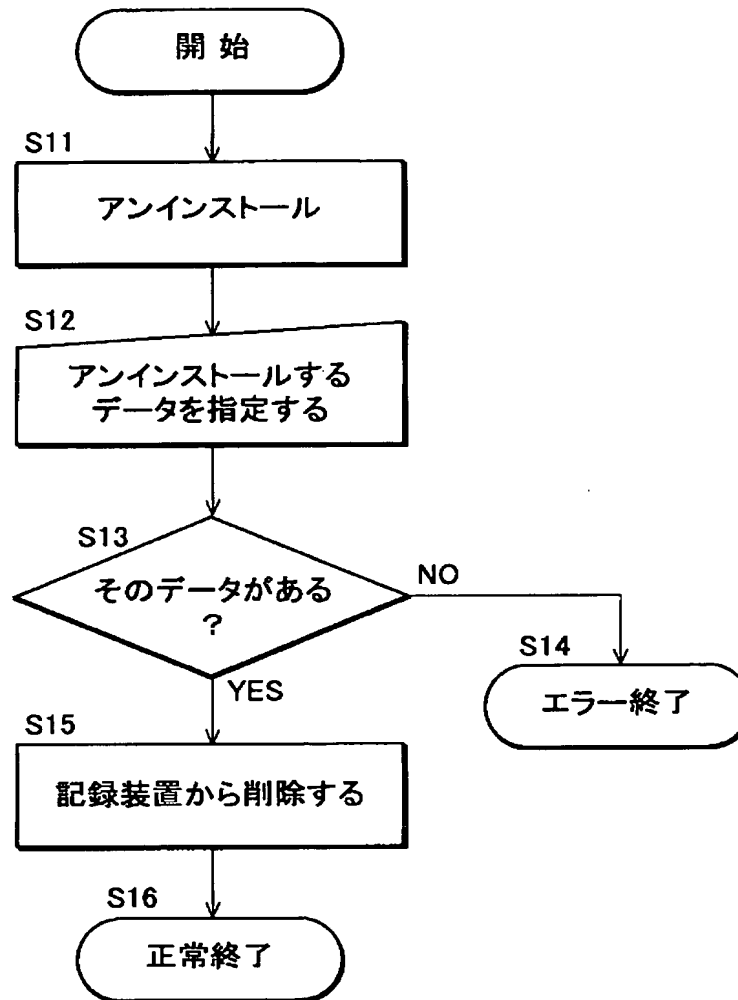 開 始
S11
アンインストール
S12
アンインストールする
データを指定する
S13
そのデータがある
?
NO
S14
エラー終了
YES
S15
記録装置から削除する
S16
正常終了